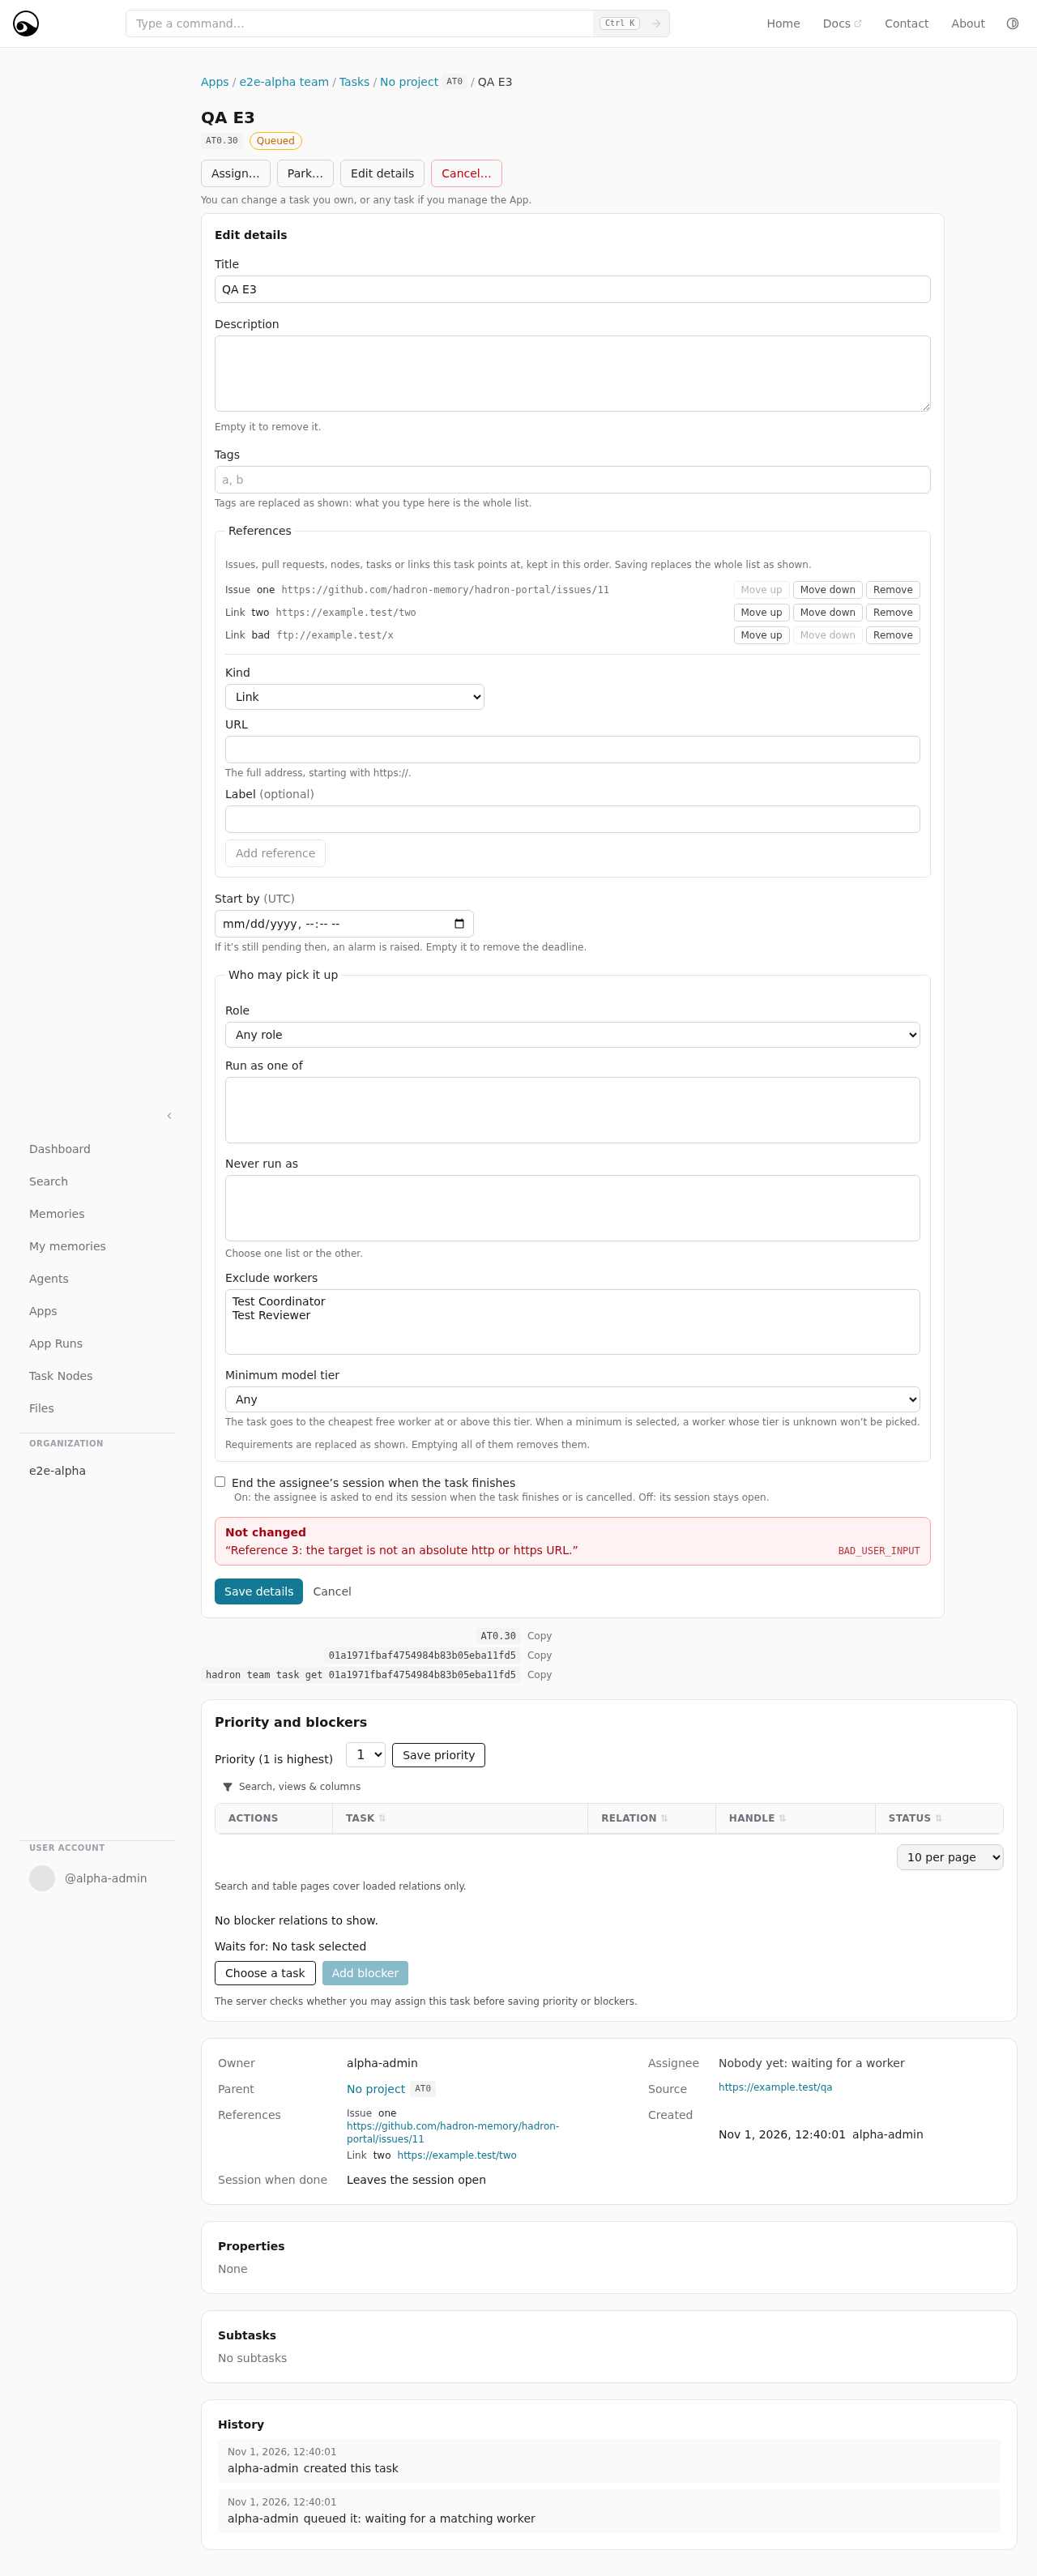 Type a command...
Ctrl K
Home
Docs
Contact
About
Apps / e2e-alpha team / Tasks / No project AT0 / QA E3
QA E3
AT0.30 Queued
Assign… Park… Edit details Cancel…
You can change a task you own, or any task if you manage the App.
Edit details
Title
QA E3
Description
Empty it to remove it.
Tags
a, b
Tags are replaced as shown: what you type here is the whole list.
References
Issues, pull requests, nodes, tasks or links this task points at, kept in this order. Saving replaces the whole list as shown.
Issue one https://github.com/hadron-memory/hadron-portal/issues/11 Move up Move down Remove
Link two https://example.test/two Move up Move down Remove
Link bad ftp://example.test/x Move up Move down Remove
Kind
Link
URL
The full address, starting with https://.
Label (optional)
Add reference
Start by (UTC)
mm/dd/yyyy, --:-- --
If it’s still pending then, an alarm is raised. Empty it to remove the deadline.
Who may pick it up
Role
Any role
Run as one of
Never run as
Choose one list or the other.
Exclude workers
Test Coordinator
Test Reviewer
Minimum model tier
Any
The task goes to the cheapest free worker at or above this tier. When a minimum is selected, a worker whose tier is unknown won’t be picked.
Requirements are replaced as shown. Emptying all of them removes them.
End the assignee’s session when the task finishes
On: the assignee is asked to end its session when the task finishes or is cancelled. Off: its session stays open.
Not changed
“Reference 3: the target is not an absolute http or https URL.” BAD_USER_INPUT
Save details Cancel
AT0.30 Copy
01a1971fbaf4754984b83b05eba11fd5 Copy
hadron team task get 01a1971fbaf4754984b83b05eba11fd5 Copy
Dashboard
Search
Memories
My memories
Agents
Apps
App Runs
Task Nodes
Files
ORGANIZATION
e2e-alpha
USER ACCOUNT
@alpha-admin
Priority and blockers
Priority (1 is highest) 1 Save priority
Search, views & columns
ACTIONS TASK RELATION HANDLE STATUS
10 per page
Search and table pages cover loaded relations only.
No blocker relations to show.
Waits for: No task selected
Choose a task Add blocker
The server checks whether you may assign this task before saving priority or blockers.
Owner alpha-admin
Assignee Nobody yet: waiting for a worker
Parent No project AT0
Source https://example.test/qa
References Issue one
https://github.com/hadron-memory/hadron-
portal/issues/11
Link two https://example.test/two
Created
Nov 1, 2026, 12:40:01 alpha-admin
Session when done Leaves the session open
Properties
None
Subtasks
No subtasks
History
Nov 1, 2026, 12:40:01
alpha-admin created this task
Nov 1, 2026, 12:40:01
alpha-admin queued it: waiting for a matching worker